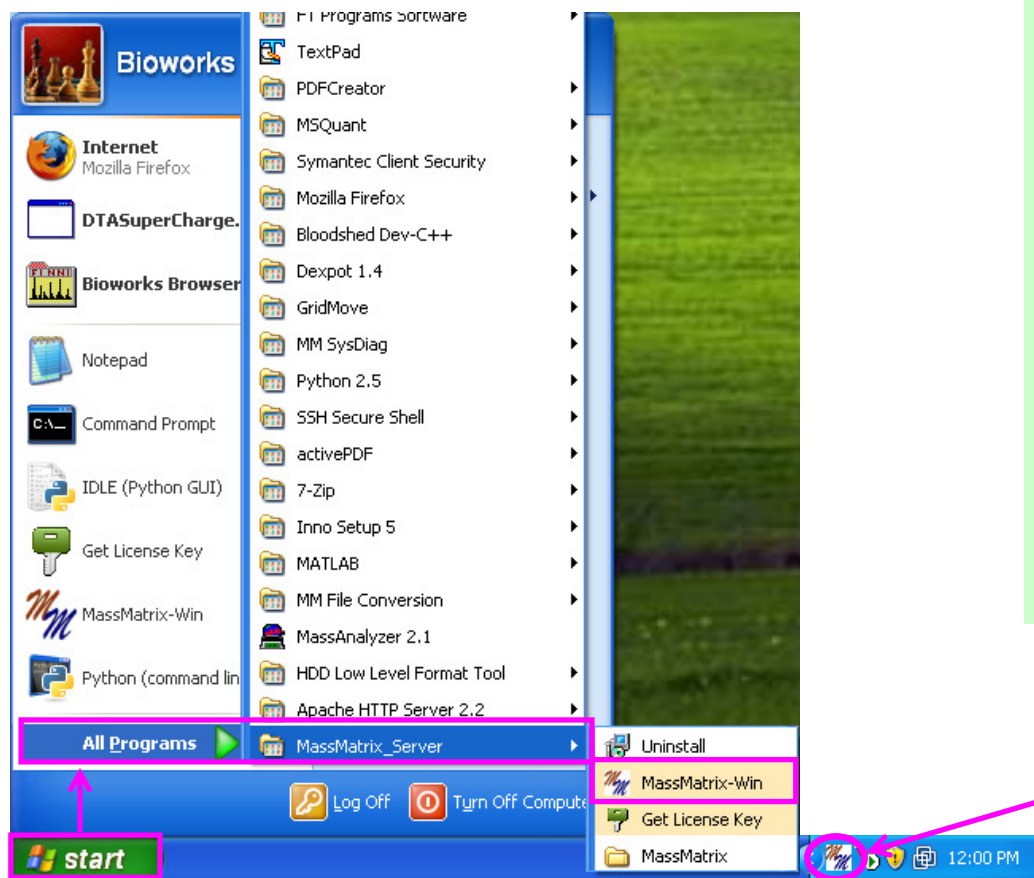 Bioworks
Internet
Mozilla Firefox
DTASuperCharge.
Bioworks Browser
Notepad
C:\_
Command Prompt
IDLE (Python GUI)
Get License Key
MassMatrix-Win
Python (command lin
All Programs
FT Programs Software
TextPad
PDFCreator
MSQuant
Symantec Client Security
Mozilla Firefox
Bloodshed Dev-C++
Dexpot 1.4
GridMove
MM SysDiag
Python 2.5
SSH Secure Shell
activePDF
7-Zip
Inno Setup 5
MATLAB
MM File Conversion
MassAnalyzer 2.1
HDD Low Level Format Tool
Apache HTTP Server 2.2
MassMatrix_Server
Uninstall
MassMatrix-Win
Get License Key
MassMatrix
Log Off
Turn Off Compute
start
12:00 PM